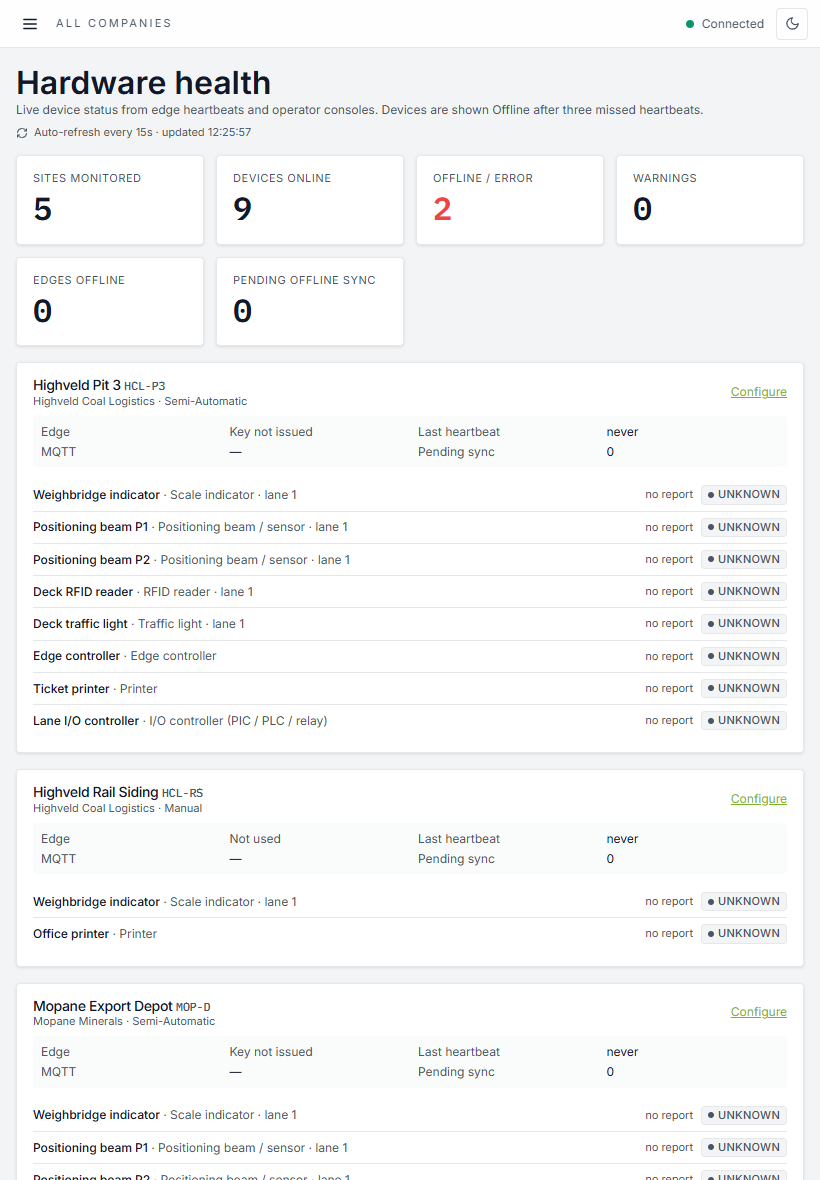 ALL COMPANIES
Connected
Hardware health
Live device status from edge heartbeats and operator consoles. Devices are shown Offline after three missed heartbeats.
Auto-refresh every 15s · updated 12:25:57
SITES MONITORED
5
DEVICES ONLINE
9
OFFLINE / ERROR
2
WARNINGS
0
EDGES OFFLINE
0
PENDING OFFLINE SYNC
0
Highveld Pit 3 HCL-P3
Highveld Coal Logistics · Semi-Automatic
Configure
Edge Key not issued Last heartbeat never
MQTT — Pending sync 0
Weighbridge indicator · Scale indicator · lane 1 no report UNKNOWN
Positioning beam P1 · Positioning beam / sensor · lane 1 no report UNKNOWN
Positioning beam P2 · Positioning beam / sensor · lane 1 no report UNKNOWN
Deck RFID reader · RFID reader · lane 1 no report UNKNOWN
Deck traffic light · Traffic light · lane 1 no report UNKNOWN
Edge controller · Edge controller no report UNKNOWN
Ticket printer · Printer no report UNKNOWN
Lane I/O controller · I/O controller (PIC / PLC / relay) no report UNKNOWN
Highveld Rail Siding HCL-RS
Highveld Coal Logistics · Manual
Configure
Edge Not used Last heartbeat never
MQTT — Pending sync 0
Weighbridge indicator · Scale indicator · lane 1 no report UNKNOWN
Office printer · Printer no report UNKNOWN
Mopane Export Depot MOP-D
Mopane Minerals · Semi-Automatic
Configure
Edge Key not issued Last heartbeat never
MQTT — Pending sync 0
Weighbridge indicator · Scale indicator · lane 1 no report UNKNOWN
Positioning beam P1 · Positioning beam / sensor · lane 1 no report UNKNOWN
Positioning beam P2 · Positioning beam / sensor · lane 1 no report UNKNOWN